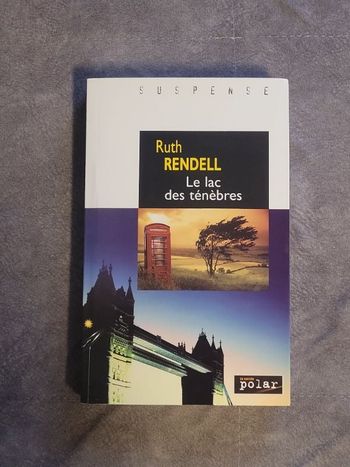 SUSPENSE
Ruth
RENDELL
Le lac
des ténèbres
polar